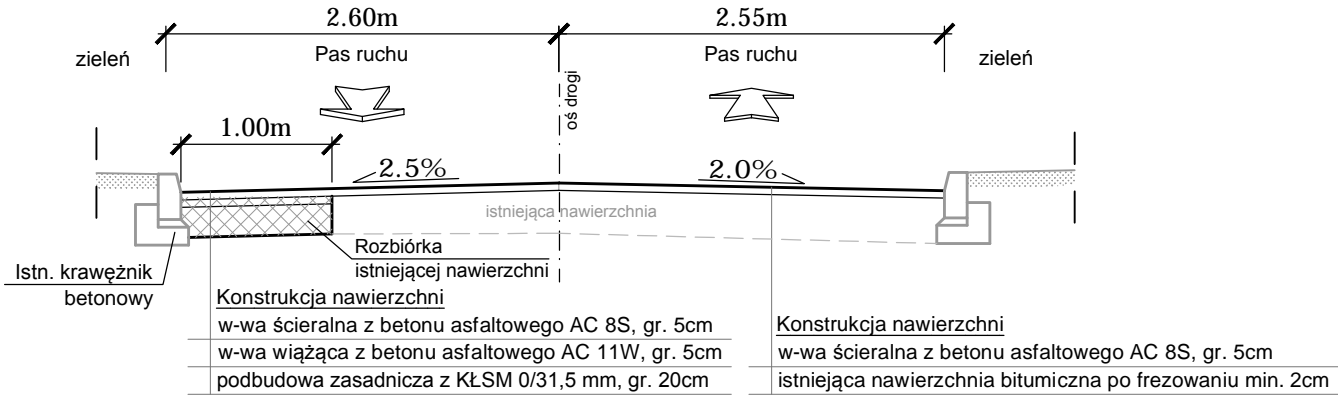 2.60m
2.55m
zieleń
Pas ruchu
Pas ruchu
zieleń
oś drogi
1.00m
2.5%
2.0%
istniejąca nawierzchnia
Rozbiórka
istniejącej nawierzchni
Istn. krawężnik
betonowy
Konstrukcja nawierzchni
w-wa ścieralna z betonu asfaltowego AC 8S, gr. 5cm
w-wa wiążąca z betonu asfaltowego AC 11W, gr. 5cm
podbudowa zasadnicza z KŁSM 0/31,5 mm, gr. 20cm
Konstrukcja nawierzchni
w-wa ścieralna z betonu asfaltowego AC 8S, gr. 5cm
istniejąca nawierzchnia bitumiczna po frezowaniu min. 2cm